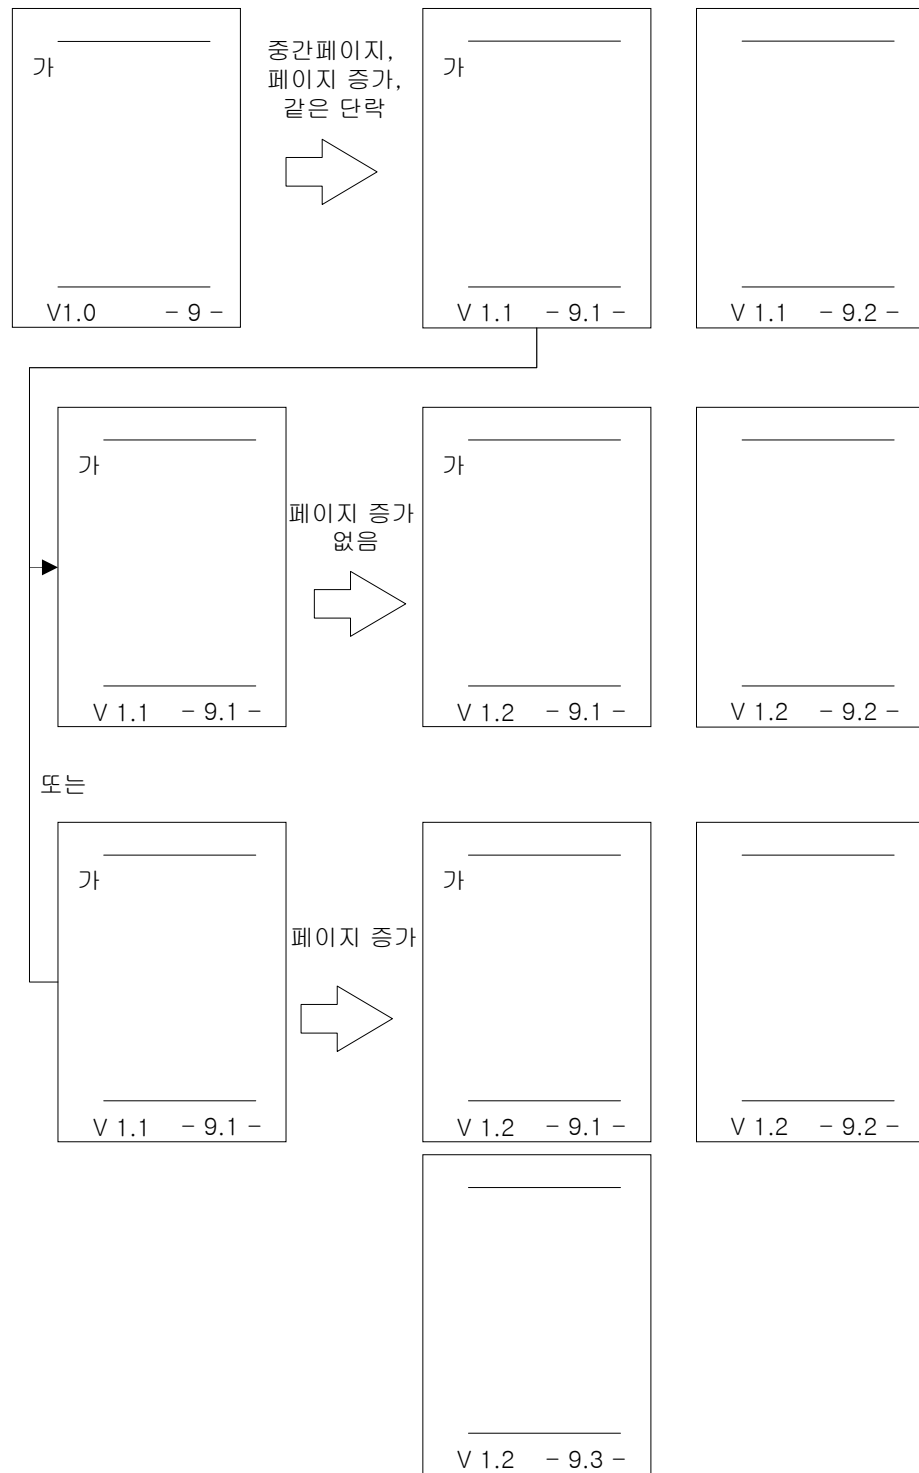 가
중간페이지,
페이지 증가,
같은 단락
가
V1.0 - 9 -
V 1.1 - 9.1 -
V 1.1 - 9.2 -
가
페이지 증가
없음
가
V 1.1 - 9.1 -
V 1.2 - 9.1 -
V 1.2 - 9.2 -
또는
가
페이지 증가
가
V 1.1 - 9.1 -
V 1.2 - 9.1 -
V 1.2 - 9.2 -
V 1.2 - 9.3 -